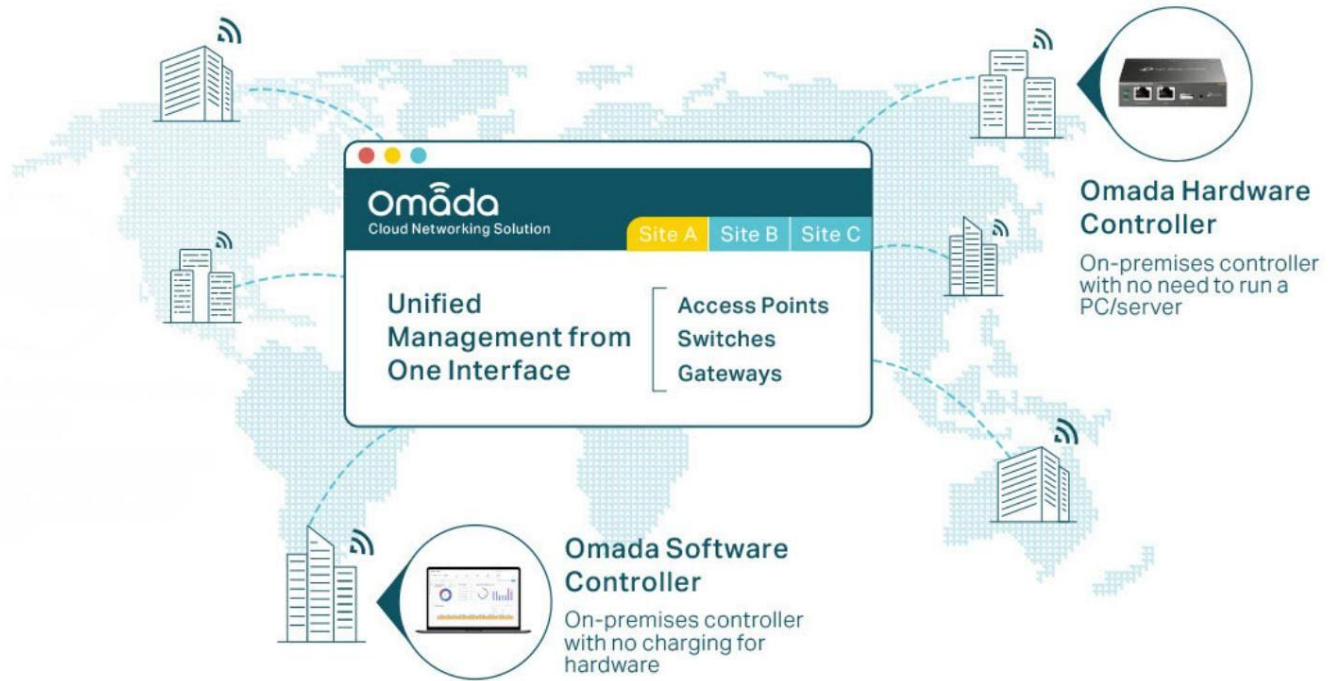 Omada
Cloud Networking Solution
Site A Site B Site C
Unified
Management from
One Interface
Access Points
Switches
Gateways
Omada Hardware
Controller
On-premises controller
with no need to run a
PC/server
Omada Software
Controller
On-premises controller
with no charging for
hardware